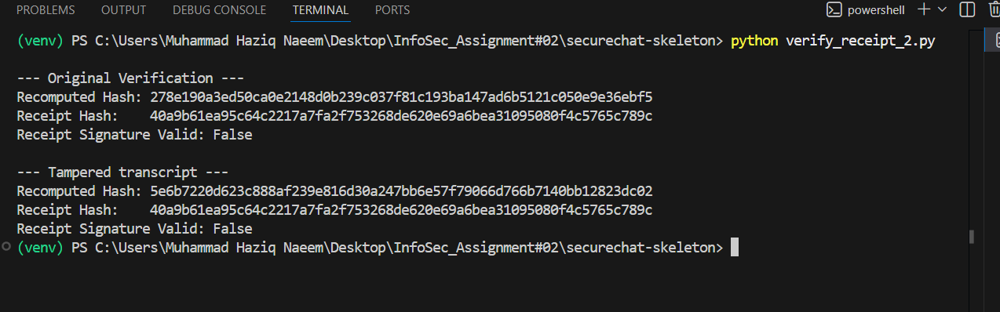 PROBLEMS OUTPUT DEBUG CONSOLE TERMINAL PORTS powershell
(venv) PS C:\Users\Muhammad Haziq Naeem\Desktop\InfoSec_Assignment#02\securechat-skeleton> python verify_receipt_2.py
--- Original Verification ---
Recomputed Hash: 278e190a3ed50ca0e2148d0b239c037f81c193ba147ad6b5121c050e9e36ebf5
Receipt Hash: 40a9b61ea95c64c2217a7fa2f753268de620e69a6bea31095080f4c5765c789c
Receipt Signature Valid: False
--- Tampered transcript ---
Recomputed Hash: 5e6b7220d623c888af239e816d30a247bb6e57f79066d766b7140bb12823dc02
Receipt Hash: 40a9b61ea95c64c2217a7fa2f753268de620e69a6bea31095080f4c5765c789c
Receipt Signature Valid: False
(venv) PS C:\Users\Muhammad Haziq Naeem\Desktop\InfoSec_Assignment#02\securechat-skeleton>